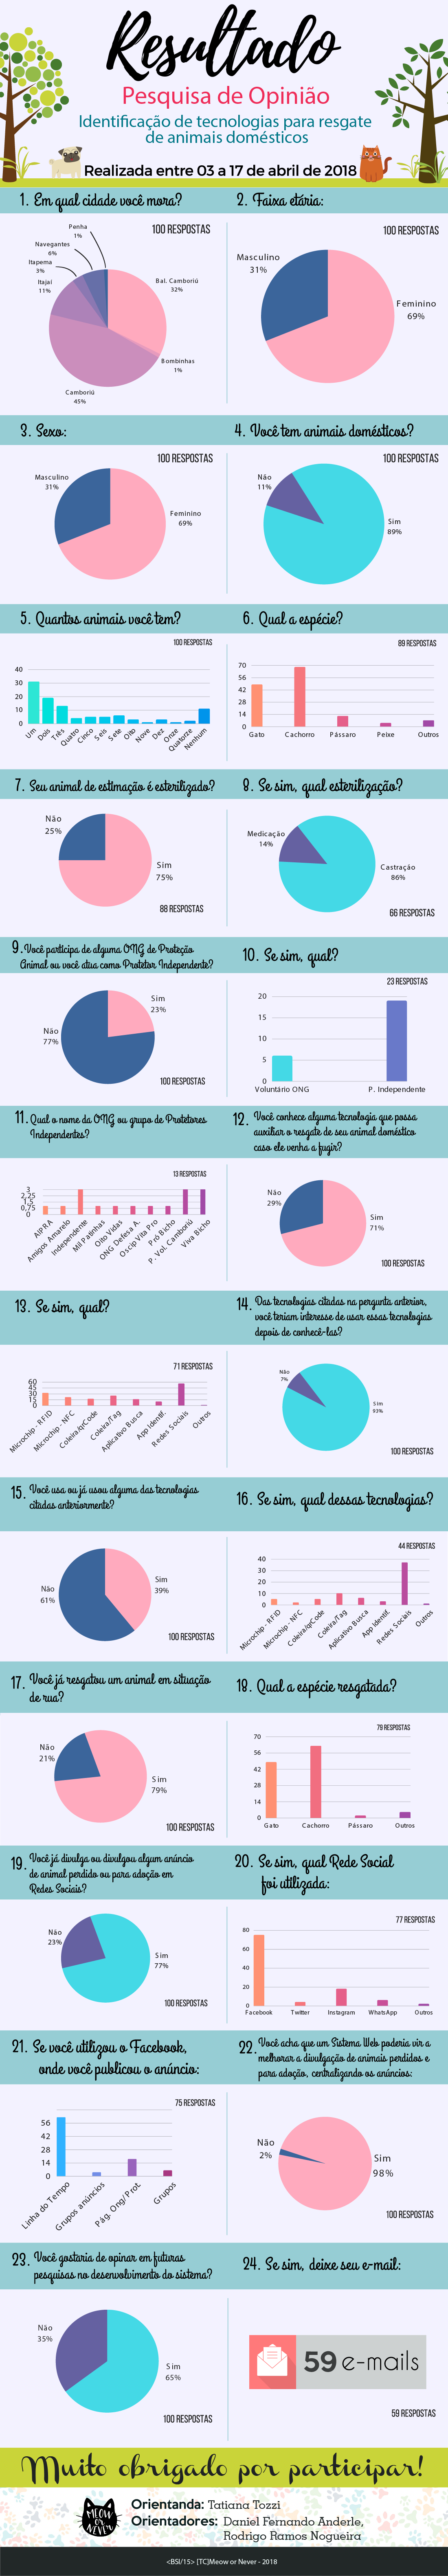 Resultado
Pesquisa de Opinião
Identificação de tecnologias para resgate
de animais domésticos
Realizada entre 03 a 17 de abril de 2018
1. Em qual cidade você mora?
100 RESPOSTAS
Penha
1%
Navegantes
6%
Itapema
3%
Itajaí
11%
Bal. Camboriú
32%
Bombinhas
1%
Camboriú
45%
2. Faixa etária:
100 RESPOSTAS
Masculino
31%
Feminino
69%
3. Sexo:
100 RESPOSTAS
Masculino
31%
Feminino
69%
4. Você tem animais domésticos?
100 RESPOSTAS
Não
11%
Sim
89%
5. Quantos animais você tem?
100 RESPOSTAS
40
30
20
10
0
Um
Dois
Três
Quatro
Cinco
Seis
Sete
Oito
Nove
Dez
Onze
Quatorze
Nenhum
6. Qual a espécie?
89 RESPOSTAS
70
56
42
28
14
0
Gato
Cachorro
Pássaro
Peixe
Outros
7. Seu animal de estimação é esterilizado?
Não
25%
Sim
75%
88 RESPOSTAS
8. Se sim, qual esterilização?
Medicação
14%
Castração
86%
66 RESPOSTAS
9. Você participa de alguma ONG de Proteção
Animal ou você atua como Protetor Independente?
Sim
23%
Não
77%
100 RESPOSTAS
10. Se sim, qual?
23 RESPOSTAS
20
15
10
5
0
Voluntário ONG
P. Independente
11. Qual o nome da ONG ou grupo de Protetores
Independentes?
13 RESPOSTAS
3
2,25
1,5
0,75
0
AIPRA
Amigos Amarelo
Independente
Mil Patinhas
Oito Vidas
ONG Defesa A.
Oscip Vita Pro
Pró Bicho
P. Vol. Camboriú
Viva Bicho
12. Você conhece alguma tecnologia que possa
auxiliar o resgate de seu animal doméstico
caso ele venha a fugir?
Não
29%
Sim
71%
100 RESPOSTAS
13. Se sim, qual?
71 RESPOSTAS
60
45
30
15
0
Microchip - RFID
Microchip - NFC
Coleira/qrCode
Coleira/Tag
Aplicativo Busca
App Identif.
Redes Sociais
Outros
14. Das tecnologias citadas na pergunta anterior,
você teriam interesse de usar essas tecnologias
depois de conhecê-las?
Não
7%
Sim
93%
100 RESPOSTAS
15. Você usa ou já usou alguma das tecnologias
citadas anteriormente?
Sim
39%
Não
61%
100 RESPOSTAS
16. Se sim, qual dessas tecnologias?
44 RESPOSTAS
40
30
20
10
0
Microchip - RFID
Microchip - NFC
Coleira/qrCode
Coleira/Tag
Aplicativo Busca
App Identif.
Redes Sociais
Outros
17. Você já resgatou um animal em situação
de rua?
Não
21%
Sim
79%
100 RESPOSTAS
18. Qual a espécie resgatada?
79 RESPOSTAS
70
56
42
28
14
0
Gato
Cachorro
Pássaro
Outros
19. Você já divulga ou divulgou algum anúncio
de animal perdido ou para adoção em
Redes Sociais?
Não
23%
Sim
77%
100 RESPOSTAS
20. Se sim, qual Rede Social
foi utilizada:
77 RESPOSTAS
80
60
40
20
0
Facebook
Twitter
Instagram
WhatsApp
Outros
21. Se você utilizou o Facebook,
onde você publicou o anúncio:
75 RESPOSTAS
56
42
28
14
0
Linha do Tempo
Grupos anúncios
Pág. Ong/Prot.
Grupos
22. Você acha que um Sistema Web poderia vir a
melhorar a divulgação de animais perdidos e
para adoção, centralizando os anúncios:
Não
2%
Sim
98%
100 RESPOSTAS
23. Você gostaria de opinar em futuras
pesquisas no desenvolvimento do sistema?
Não
35%
Sim
65%
100 RESPOSTAS
24. Se sim, deixe seu e-mail:
59 e-mails
59 RESPOSTAS
Muito obrigado por participar!
MEOW
OR
NEVER
Orientanda: Tatiana Tozzi
Orientadores: Daniel Fernando Anderle,
Rodrigo Ramos Nogueira
<BSI/15> [TC]Meow or Never - 2018